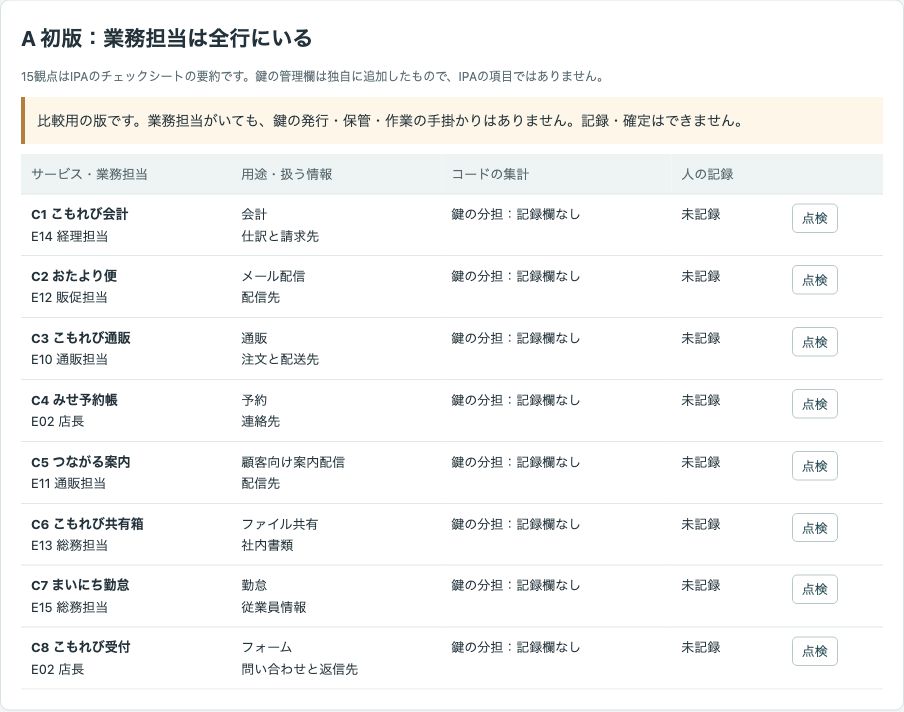 A 初版：業務担当は全行にいる
15観点はIPAのチェックシートの要約です。鍵の管理欄は独自に追加したもので、IPAの項目ではありません。
比較用の版です。業務担当がいても、鍵の発行・保管・作業の手掛かりはありません。記録・確定はできません。
サービス・業務担当 用途・扱う情報 コードの集計 人の記録
C1 こもれび会計 会計 鍵の分担：記録欄なし 未記録 点検
E14 経理担当 仕訳と請求先
C2 おたより便 メール配信 鍵の分担：記録欄なし 未記録 点検
E12 販促担当 配信先
C3 こもれび通販 通販 鍵の分担：記録欄なし 未記録 点検
E10 通販担当 注文と配送先
C4 みせ予約帳 予約 鍵の分担：記録欄なし 未記録 点検
E02 店長 連絡先
C5 つながる案内 顧客向け案内配信 鍵の分担：記録欄なし 未記録 点検
E11 通販担当 配信先
C6 こもれび共有箱 ファイル共有 鍵の分担：記録欄なし 未記録 点検
E13 総務担当 社内書類
C7 まいにち勤怠 勤怠 鍵の分担：記録欄なし 未記録 点検
E15 総務担当 従業員情報
C8 こもれび受付 フォーム 鍵の分担：記録欄なし 未記録 点検
E02 店長 問い合わせと返信先